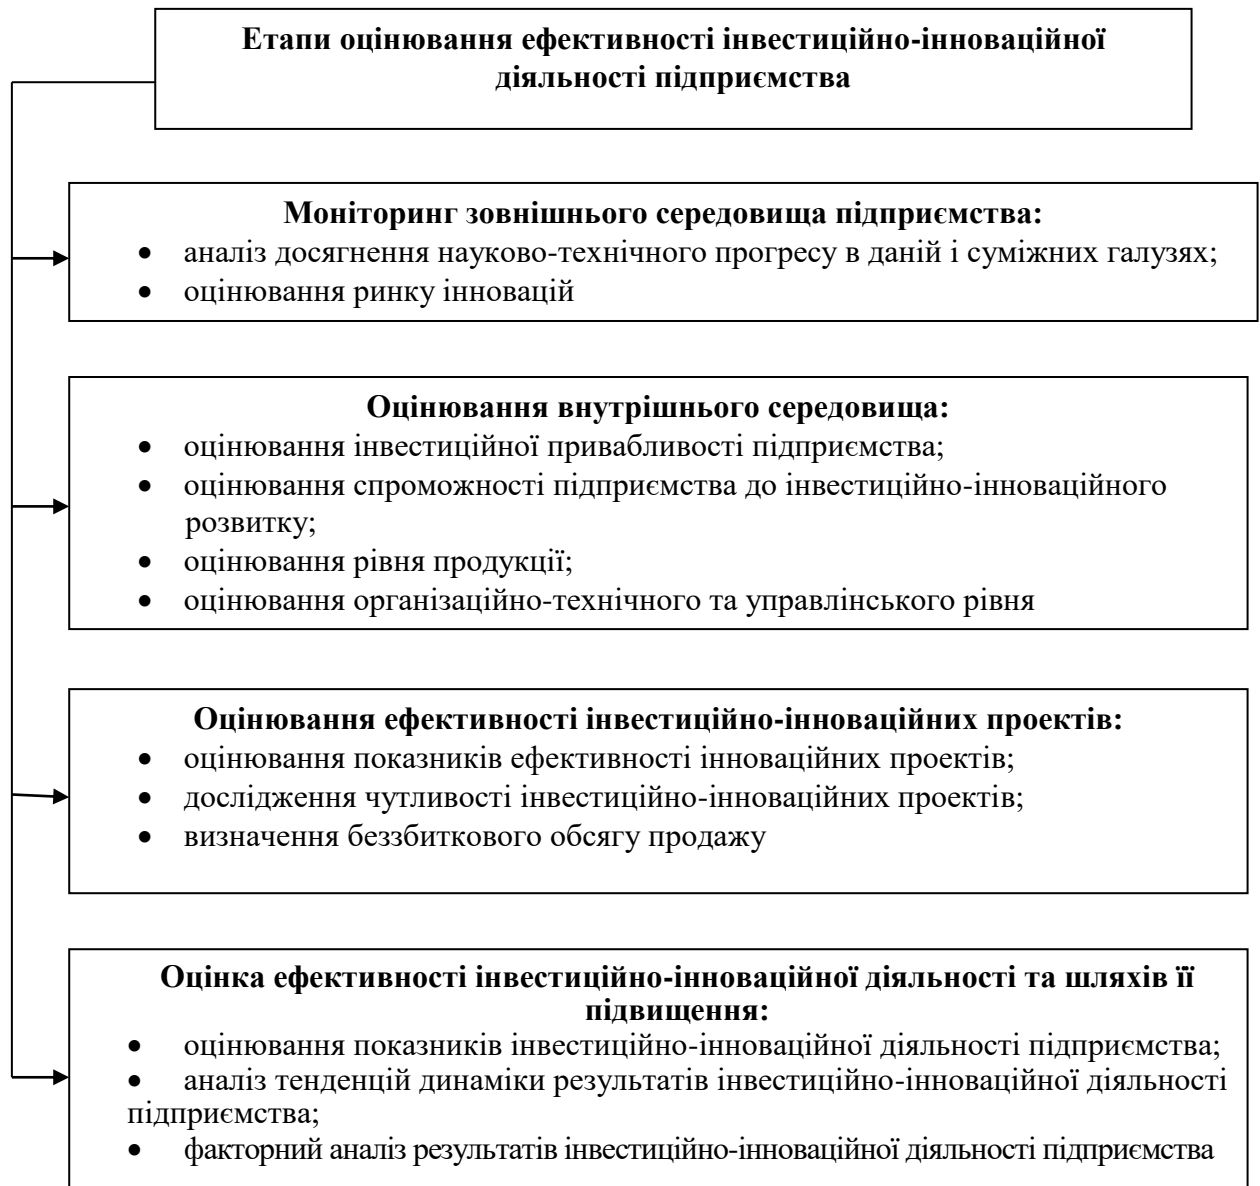 Етапи оцінювання ефективності інвестиційно-інноваційної
діяльності підприємства
Моніторинг зовнішнього середовища підприємства:
• аналіз досягнення науково-технічного прогресу в даній і суміжних галузях;
• оцінювання ринку інновацій
Оцінювання внутрішнього середовища:
• оцінювання інвестиційної привабливості підприємства;
• оцінювання спроможності підприємства до інвестиційно-інноваційного
розвитку;
• оцінювання рівня продукції;
• оцінювання організаційно-технічного та управлінського рівня
Оцінювання ефективності інвестиційно-інноваційних проектів:
• оцінювання показників ефективності інноваційних проектів;
• дослідження чутливості інвестиційно-інноваційних проектів;
• визначення беззбиткового обсягу продажу
Оцінка ефективності інвестиційно-інноваційної діяльності та шляхів її
підвищення:
• оцінювання показників інвестиційно-інноваційної діяльності підприємства;
• аналіз тенденцій динаміки результатів інвестиційно-інноваційної діяльності
підприємства;
• факторний аналіз результатів інвестиційно-інноваційної діяльності підприємства